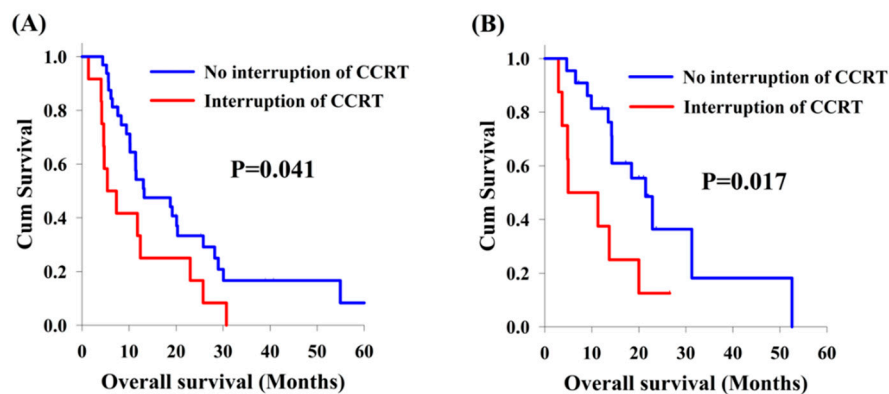 (A)
1.0
0.8
0.6
0.4
0.2
0.0
Cum Survival
No interruption of CCRT
Interruption of CCRT
P=0.041
0 10 20 30 40 50 60
Overall survival (Months)
(B)
1.0
0.8
0.6
0.4
0.2
0.0
Cum Survival
No interruption of CCRT
Interruption of CCRT
P=0.017
0 10 20 30 40 50 60
Overall survival (Months)